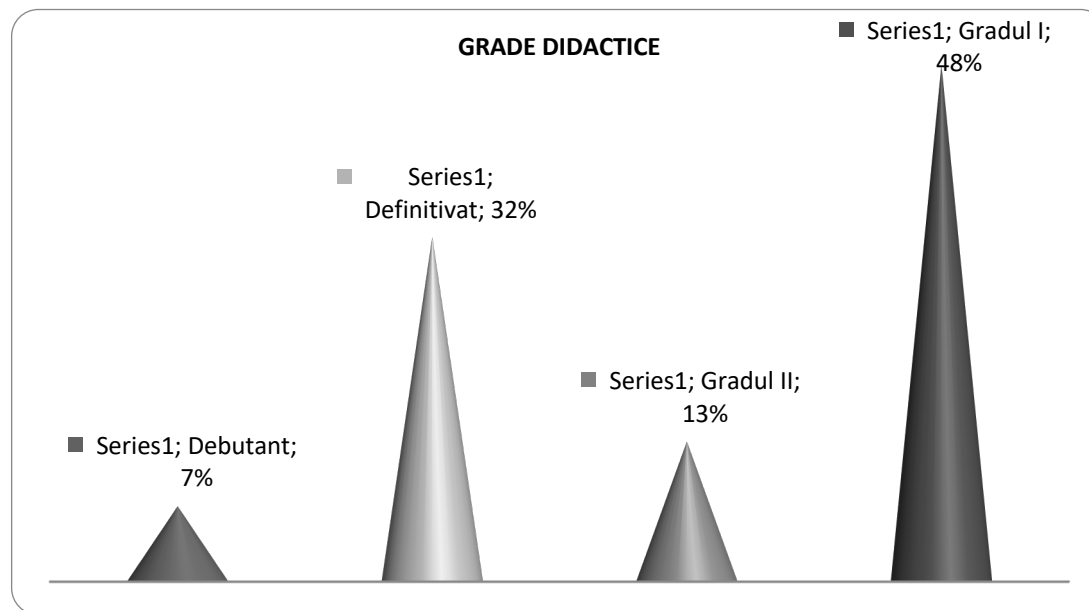 GRADE DIDACTICE
Series1; Debutant;
7%
Series1;
Definitivat; 32%
Series1; Gradul II;
13%
Series1; Gradul I;
48%